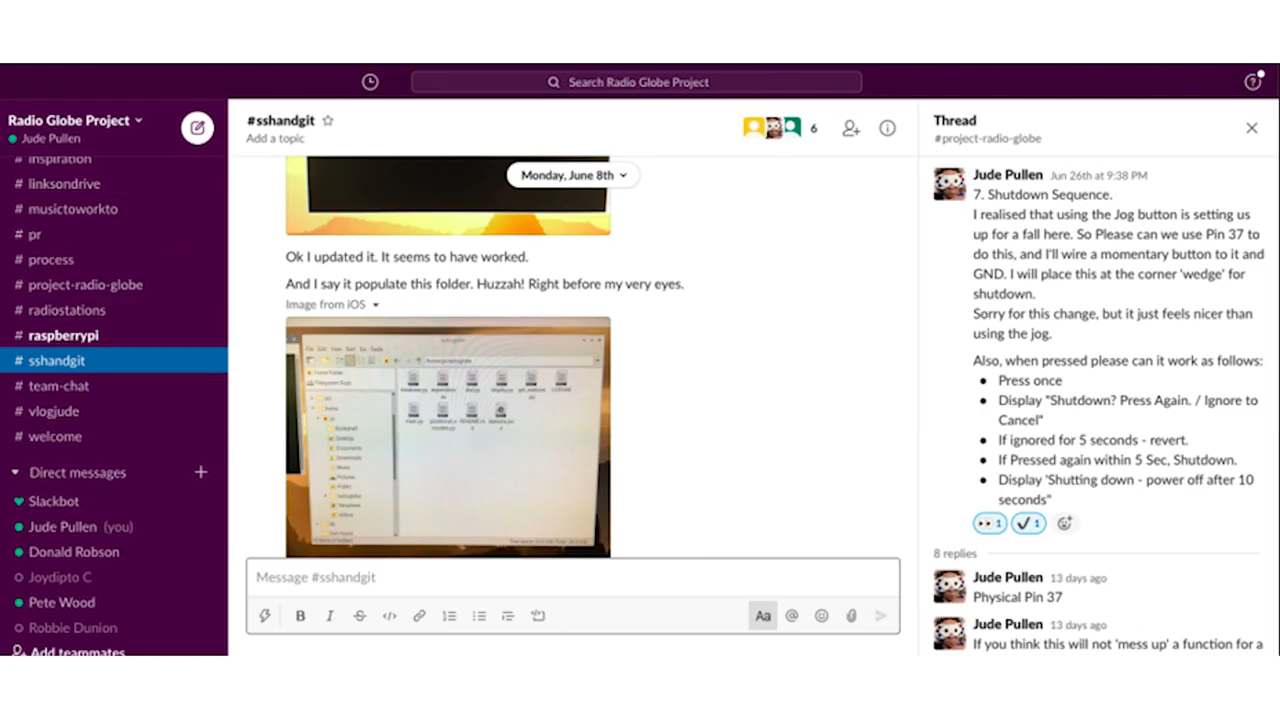 Search Radio Globe Project
Radio Globe Project
Jude Pullen
# inspiration
# linksondrive
# musictoworkto
# pr
# process
# project-radio-globe
# radiostations
# raspberrypi
# sshandgit
# team-chat
# vlogjude
# welcome
Direct messages
Slackbot
Jude Pullen (you)
Donald Robson
Joydipto C
Pete Wood
Robbie Dunion
Add teammates
#sshandgit
Add a topic
6
Monday, June 8th
Ok I updated it. It seems to have worked.
And I say it populate this folder. Huzzah! Right before my very eyes.
Image from iOS
Message #sshandgit
B I
Aa
Thread
#project-radio-globe
Jude Pullen Jun 26th at 9:38 PM
7. Shutdown Sequence.
I realised that using the Jog button is setting us
up for a fall here. So Please can we use Pin 37 to
do this, and I'll wire a momentary button to it and
GND. I will place this at the corner 'wedge' for
shutdown.
Sorry for this change, but it just feels nicer than
using the jog.
Also, when pressed please can it work as follows:
• Press once
• Display "Shutdown? Press Again. / Ignore to
Cancel"
• If ignored for 5 seconds - revert.
• If Pressed again within 5 Sec, Shutdown.
• Display 'Shutting down - power off after 10
seconds"
1 1
8 replies
Jude Pullen 13 days ago
Physical Pin 37
Jude Pullen 13 days ago
If you think this will not 'mess up' a function for a